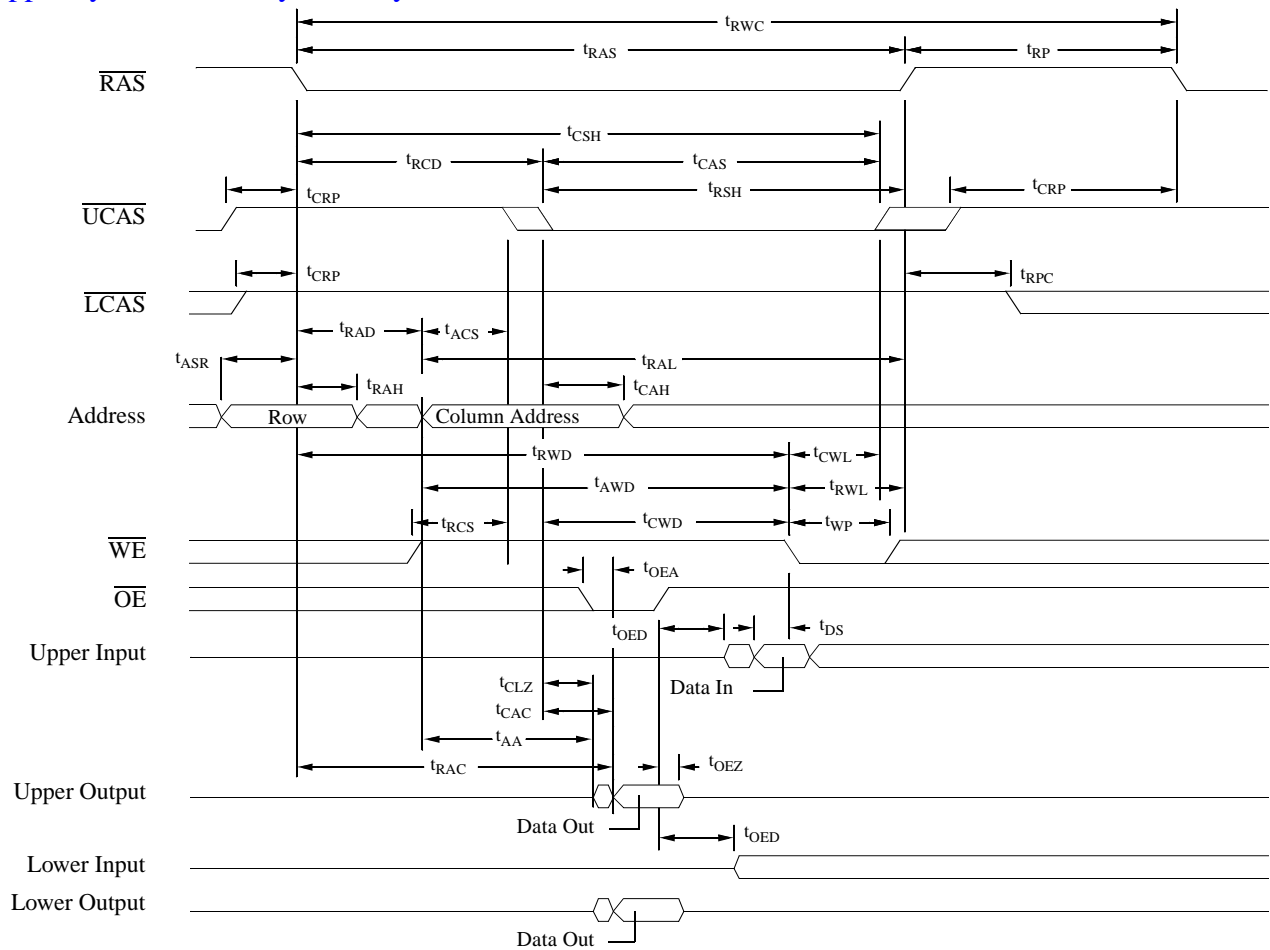 tRWC
tRAS tRP
RAS
tCSH
tRCD tCAS
tCRP tRSH tCRP
UCAS
tCRP tRPC
LCAS
tRAD tACS
tASR tRAL
tRAH tCAH
Address Row Column Address
tRWD tCWL
tAWD tRWL
tRCS tCWD tWP
WE
tOEA
OE
tOED tDS
Upper Input
Data In
tCLZ
tCAC
tAA
tRAC tOEZ
Upper Output
Data Out
tOED
Lower Input
Lower Output
Data Out